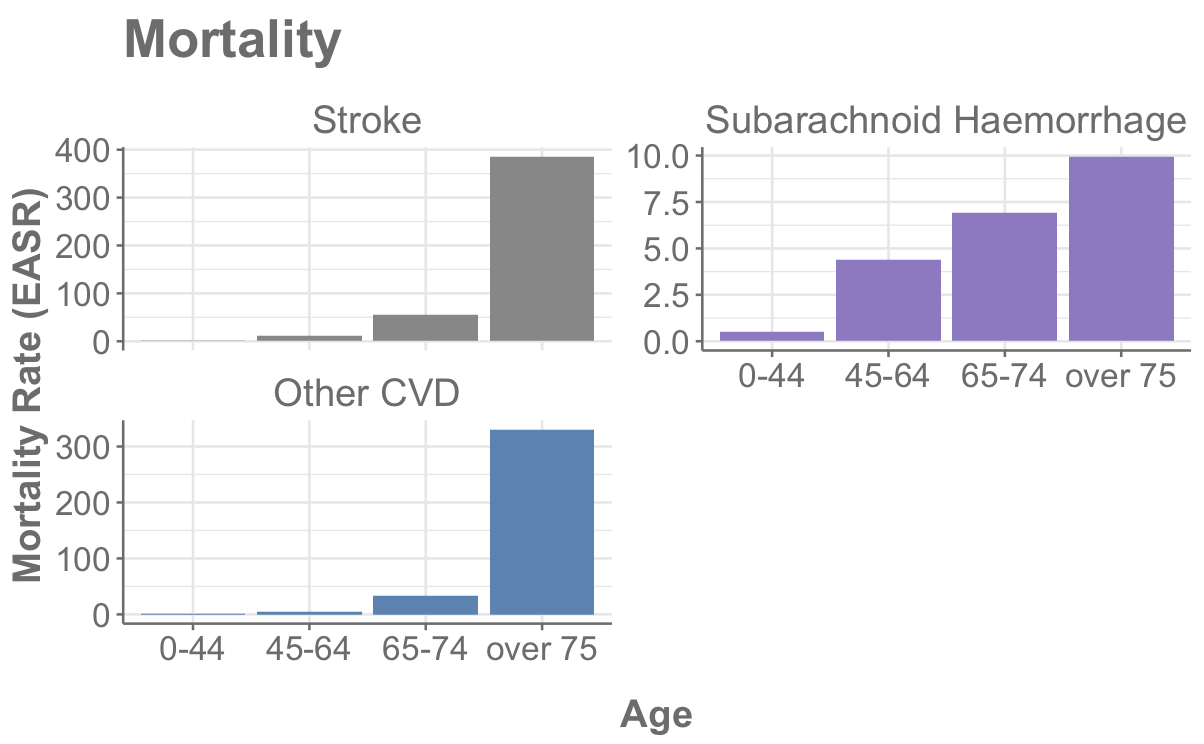 Mortality
Mortality Rate (EASR)
Stroke
400
300
200
100
0
Subarachnoid Haemorrhage
10.0
7.5
5.0
2.5
0.0
0-44 45-64 65-74 over 75
Other CVD
300
200
100
0
0-44 45-64 65-74 over 75
Age